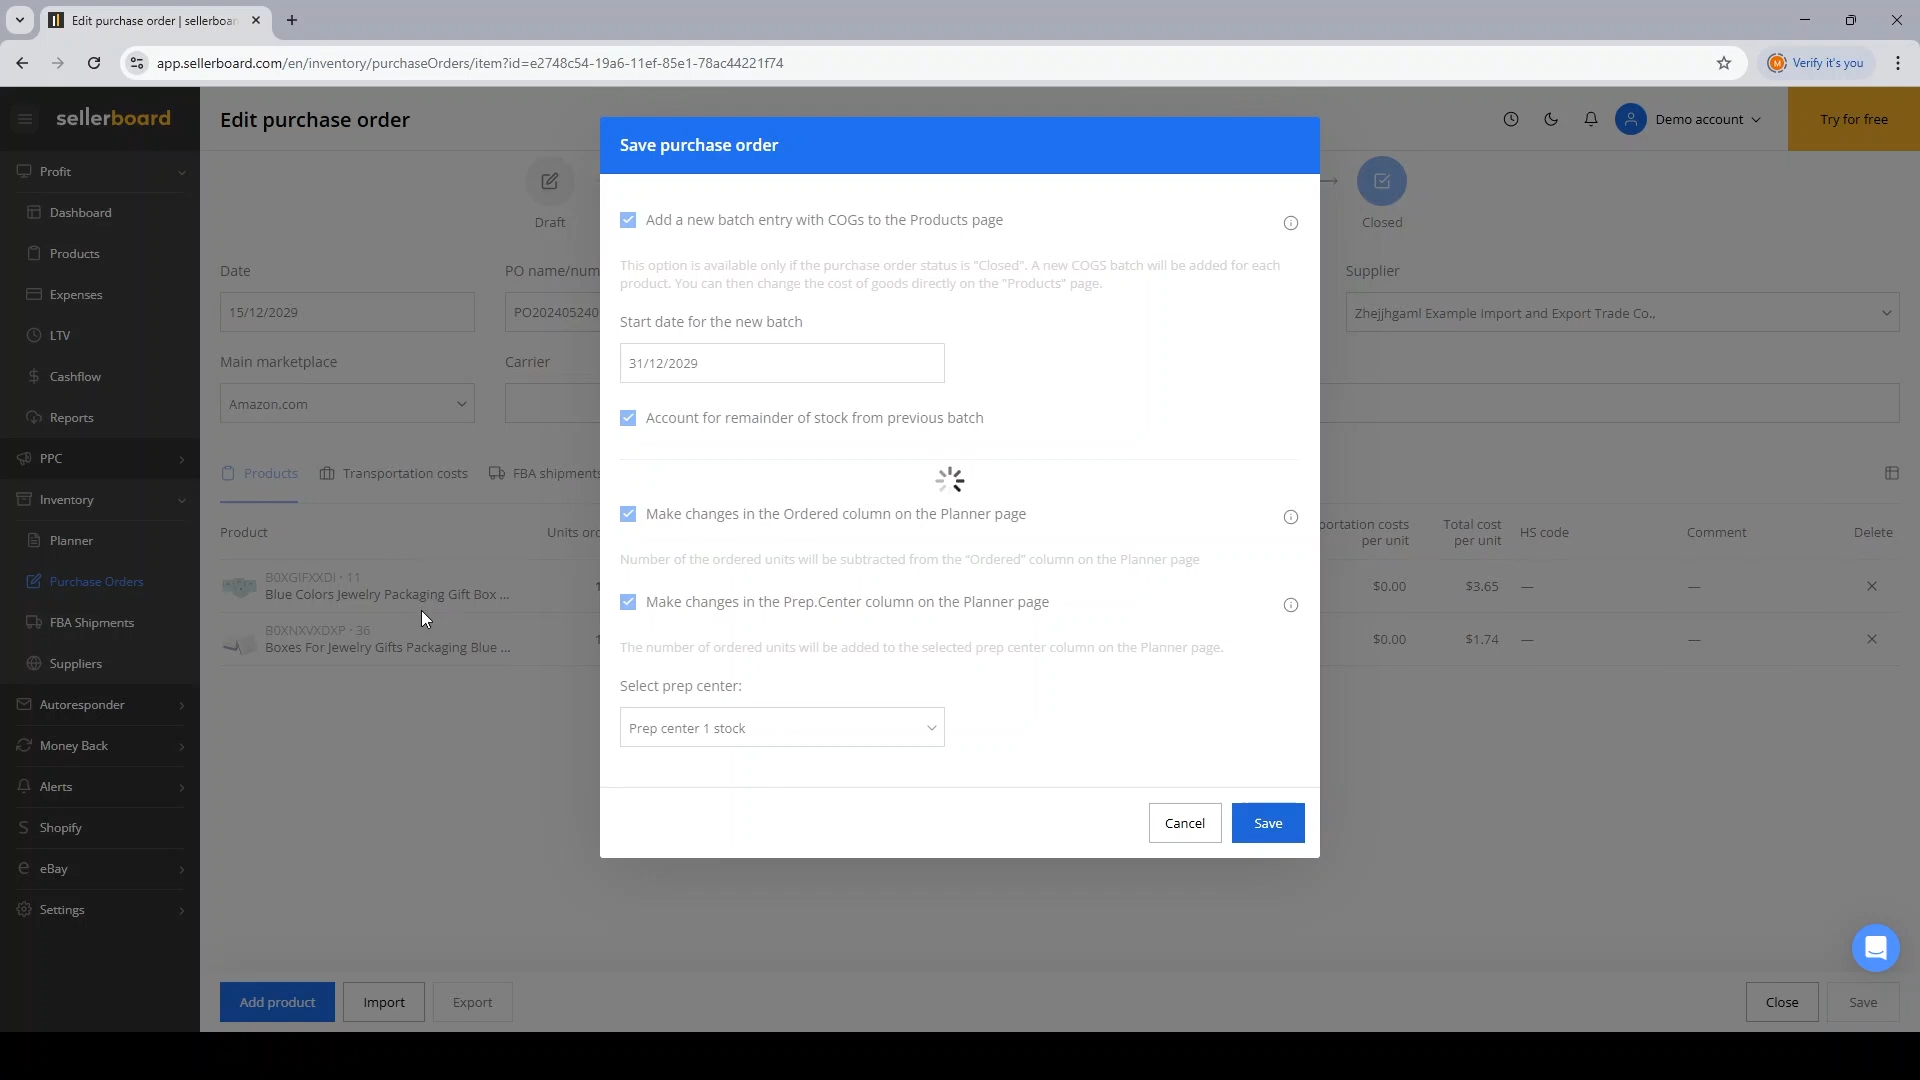 Edit purchase order | sellerboar
app.sellerboard.com/en/inventory/purchaseOrders/item?id=e2748c54-19a6-11ef-85e1-78ac44221f74
Verify it's you
sellerboard
Edit purchase order
Demo account
Try for free
Save purchase order
Profit
Dashboard
Products
Expenses
LTV
Cashflow
Reports
PPC
Inventory
Planner
Purchase Orders
FBA Shipments
Suppliers
Autoresponder
Money Back
Alerts
Shopify
eBay
Settings
Draft
Closed
Date
PO name/num
Supplier
15/12/2029
PO202405240
Zhejjhgaml Example Import and Export Trade Co.,
Main marketplace
Carrier
Amazon.com
Products
Transportation costs
FBA shipments
Product
Units orc
portation costs
per unit
Total cost
per unit
HS code
Comment
Delete
B0XGIFXXDI · 11
Blue Colors Jewelry Packaging Gift Box ...
1
$0.00
$3.65
—
—
B0XNXVXDXP · 36
Boxes For Jewelry Gifts Packaging Blue ...
1
$0.00
$1.74
—
—
Add a new batch entry with COGs to the Products page
This option is available only if the purchase order status is "Closed". A new COGS batch will be added for each
product. You can then change the cost of goods directly on the "Products" page.
Start date for the new batch
31/12/2029
Account for remainder of stock from previous batch
Make changes in the Ordered column on the Planner page
Number of the ordered units will be subtracted from the "Ordered" column on the Planner page
Make changes in the Prep.Center column on the Planner page
The number of ordered units will be added to the selected prep center column on the Planner page.
Select prep center:
Prep center 1 stock
Cancel
Save
Add product
Import
Export
Close
Save